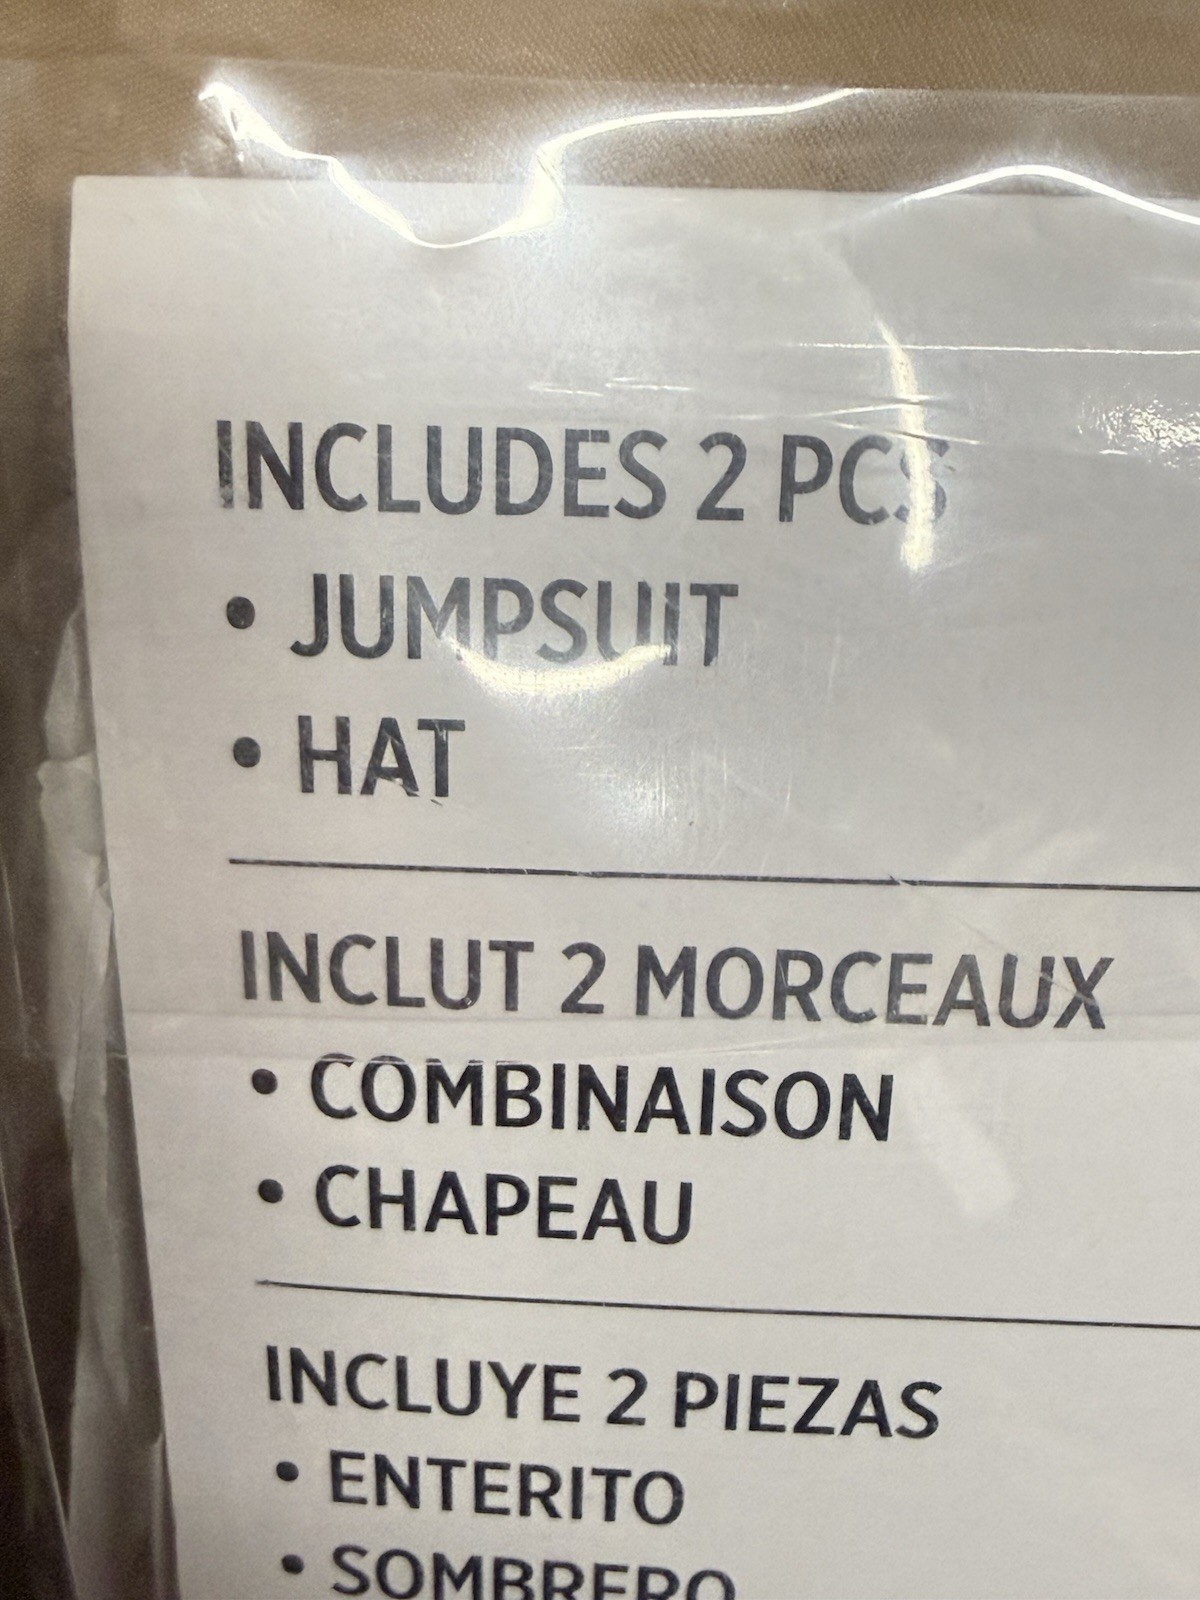 INCLUDES 2 PCS
• JUMPSUIT
• HAT
INCLUT 2 MORCEAUX
• COMBINAISON
• CHAPEAU
INCLUYE 2 PIEZAS
• ENTERITO
• SOMBRERO